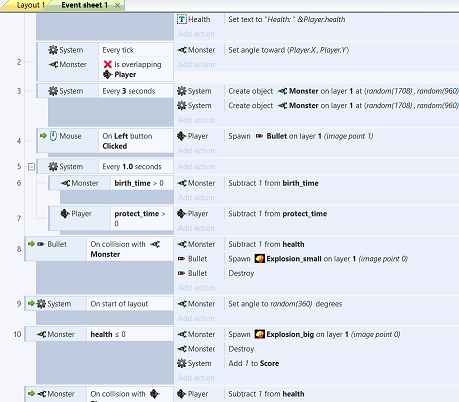 Layout 1 Event sheet 1 ×
T Health Set text to "Health: " &Player.health
Add action
2
System Every tick
Monster Set angle toward (Player.X, Player.Y)
Monster Is overlapping Player
Add action
3 System Every 3 seconds
System Create object Monster on layer 1 at (random(1708), random(960)
System Create object Monster on layer 1 at (random(1708), random(960)
Add action
4 Mouse On Left button Clicked
Player Spawn Bullet on layer 1 (image point 1)
Add action
5 System Every 1.0 seconds
Add action
6 Monster birth_time > 0
Monster Subtract 1 from birth_time
Add action
7 Player protect_time > 0
Player Subtract 1 from protect_time
Add action
8 Bullet On collision with Monster
Monster Subtract 1 from health
Bullet Spawn Explosion_small on layer 1 (image point 0)
Bullet Destroy
Add action
9 System On start of layout
Monster Set angle to random(360) degrees
Add action
10 Monster health ≤ 0
Monster Spawn Explosion_big on layer 1 (image point 0)
Monster Destroy
System Add 1 to Score
Add action
Monster On collision with
Player Subtract 1 from health